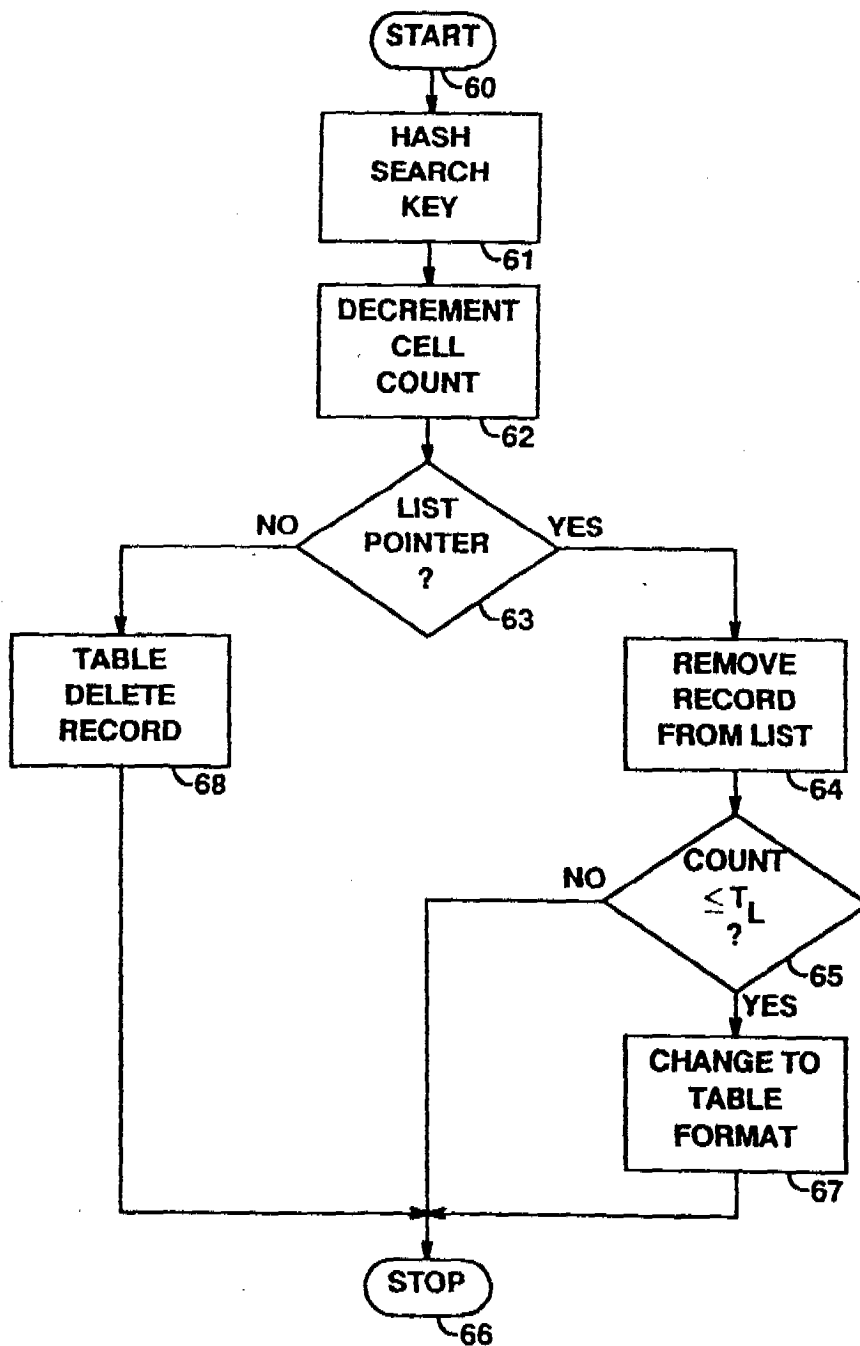 START
60
HASH
SEARCH
KEY
61
DECREMENT
CELL
COUNT
62
NO
LIST
POINTER
?
YES
63
TABLE
DELETE
RECORD
68
REMOVE
RECORD
FROM LIST
64
NO
COUNT
≤ TL
?
65
YES
CHANGE TO
TABLE
FORMAT
67
STOP
66